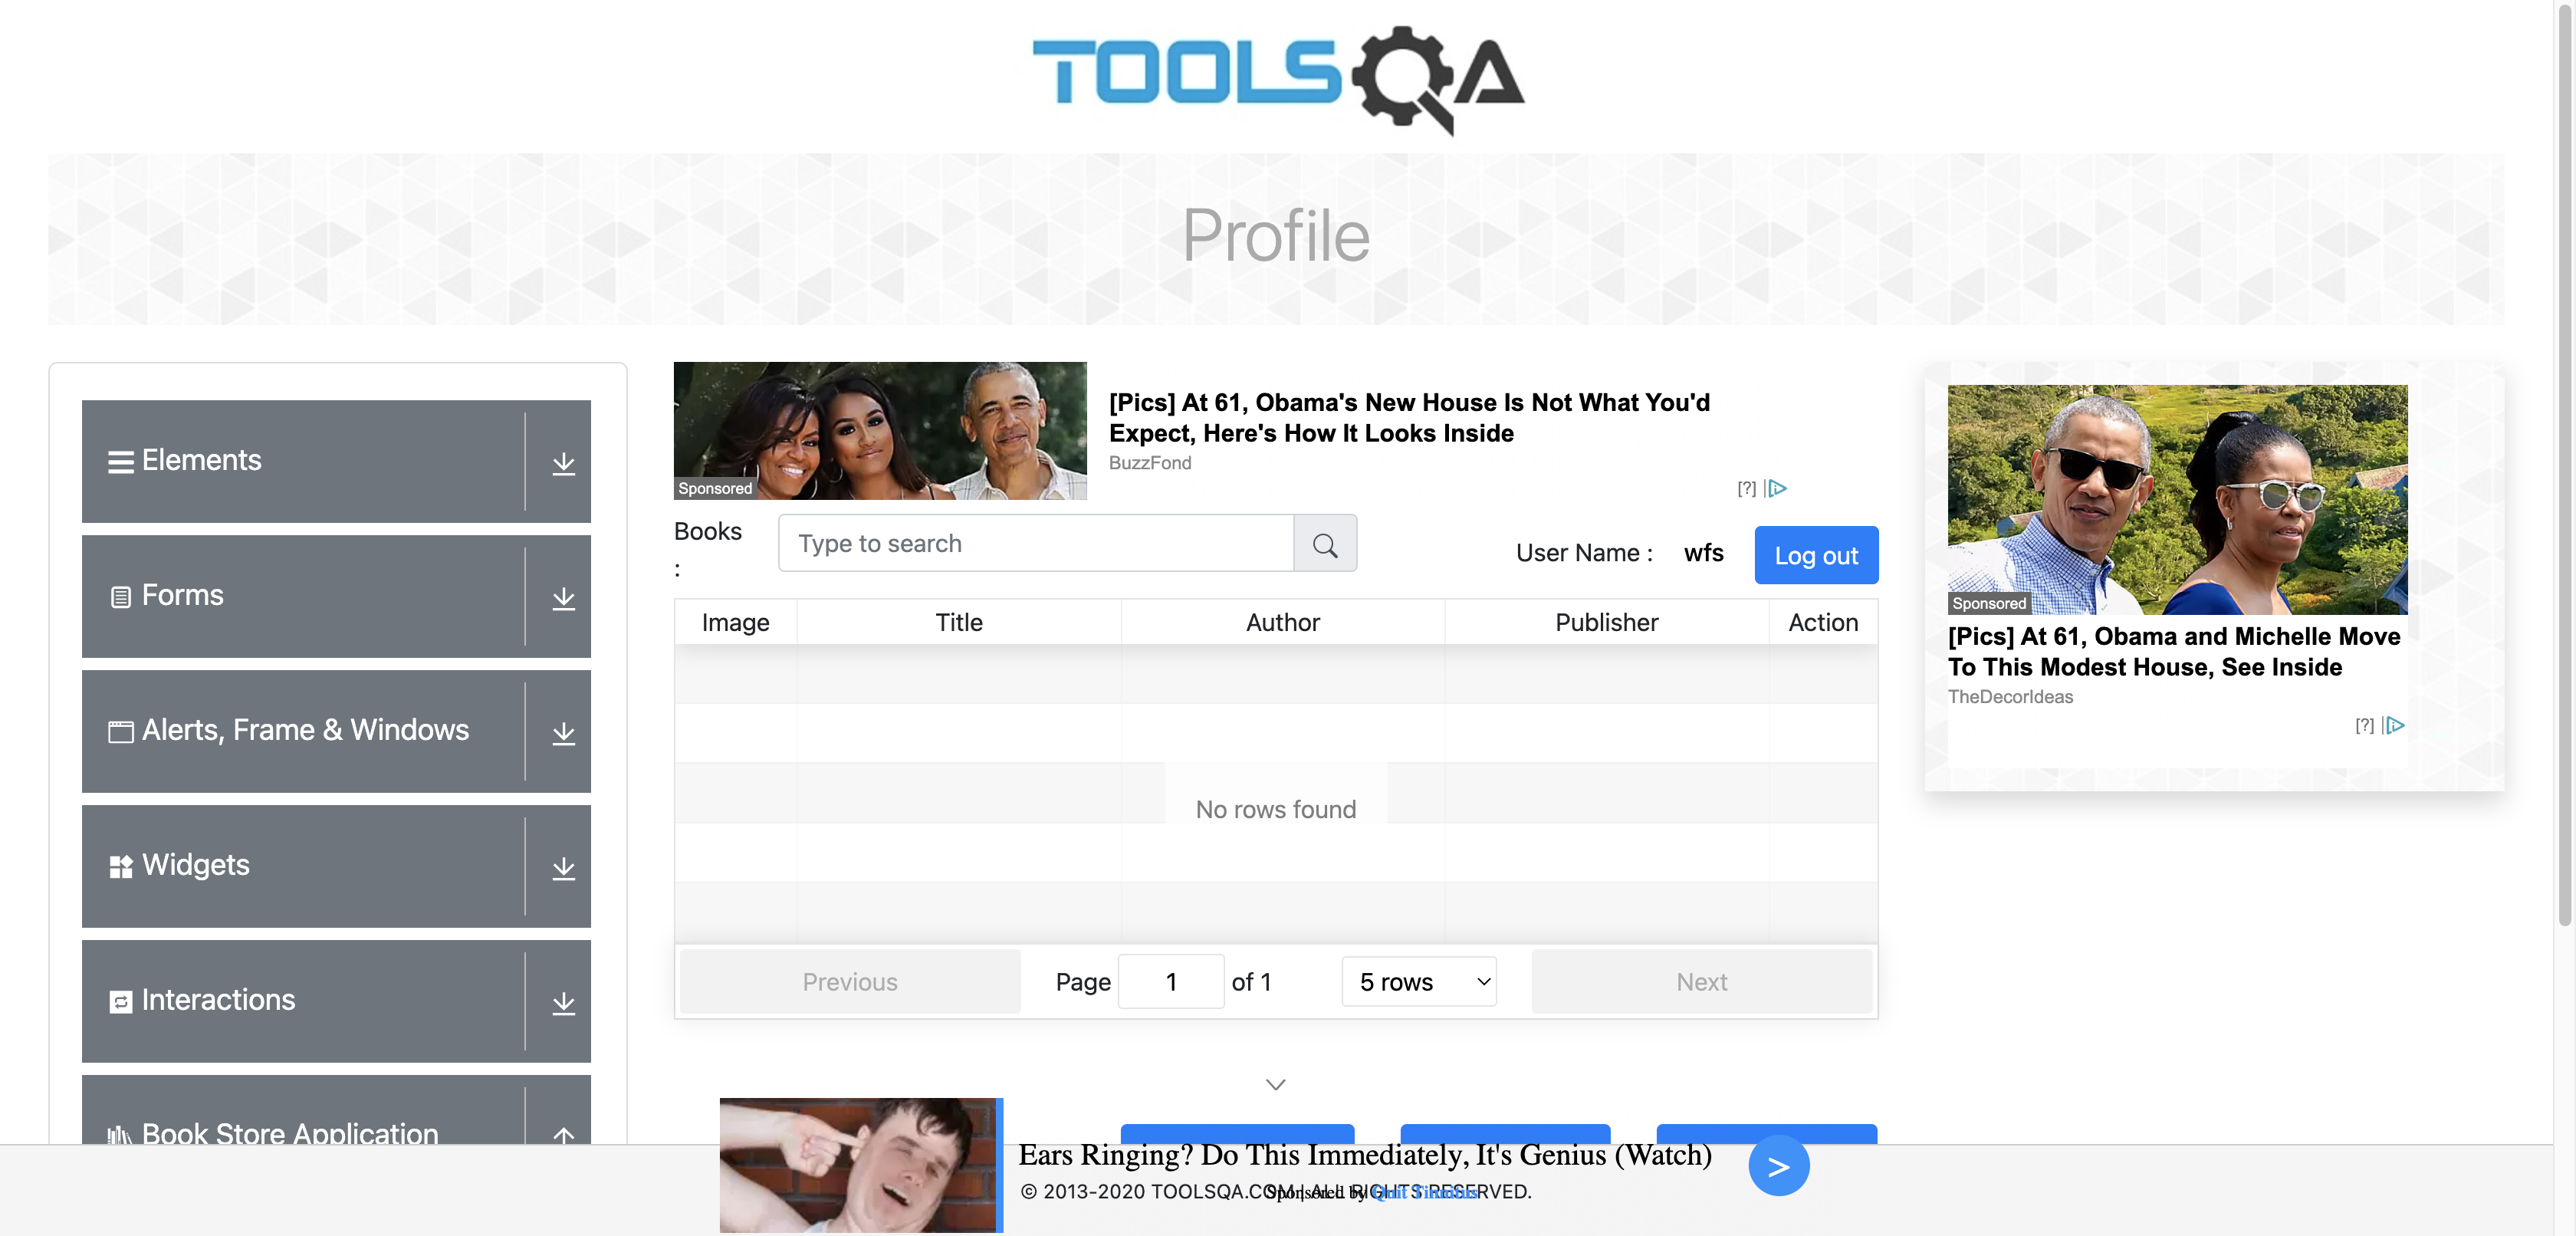 TOOLSQA
Profile
Elements
Forms
Alerts, Frame & Windows
Widgets
Interactions
Book Store Application
Sponsored
[Pics] At 61, Obama's New House Is Not What You'd
Expect, Here's How It Looks Inside
BuzzFond
[?]
Books
:
Type to search
User Name :
wfs
Log out
Image
Title
Author
Publisher
Action
No rows found
Previous
Page
1
of 1
5 rows
Next
Sponsored
[Pics] At 61, Obama and Michelle Move
To This Modest House, See Inside
TheDecorIdeas
[?]
Ears Ringing? Do This Immediately, It's Genius (Watch)
>
© 2013-2020 TOOLSQA.COM | ALL RIGHTS RESERVED.
Sponsored by Quit Tinnitus